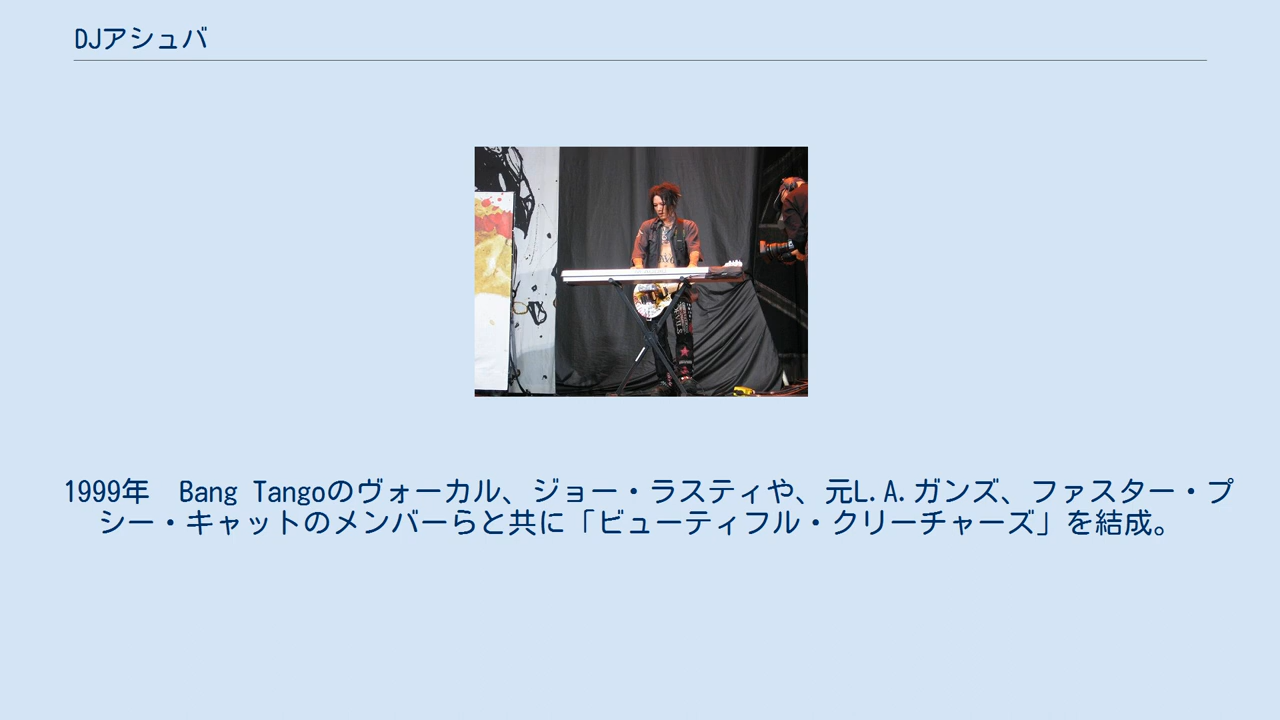 DJアシュバ
1999年　Bang Tangoのヴォーカル、ジョー・ラスティや、元L.A.ガンズ、ファスター・プ
シー・キャットのメンバーらと共に「ビューティフル・クリーチャーズ」を結成。